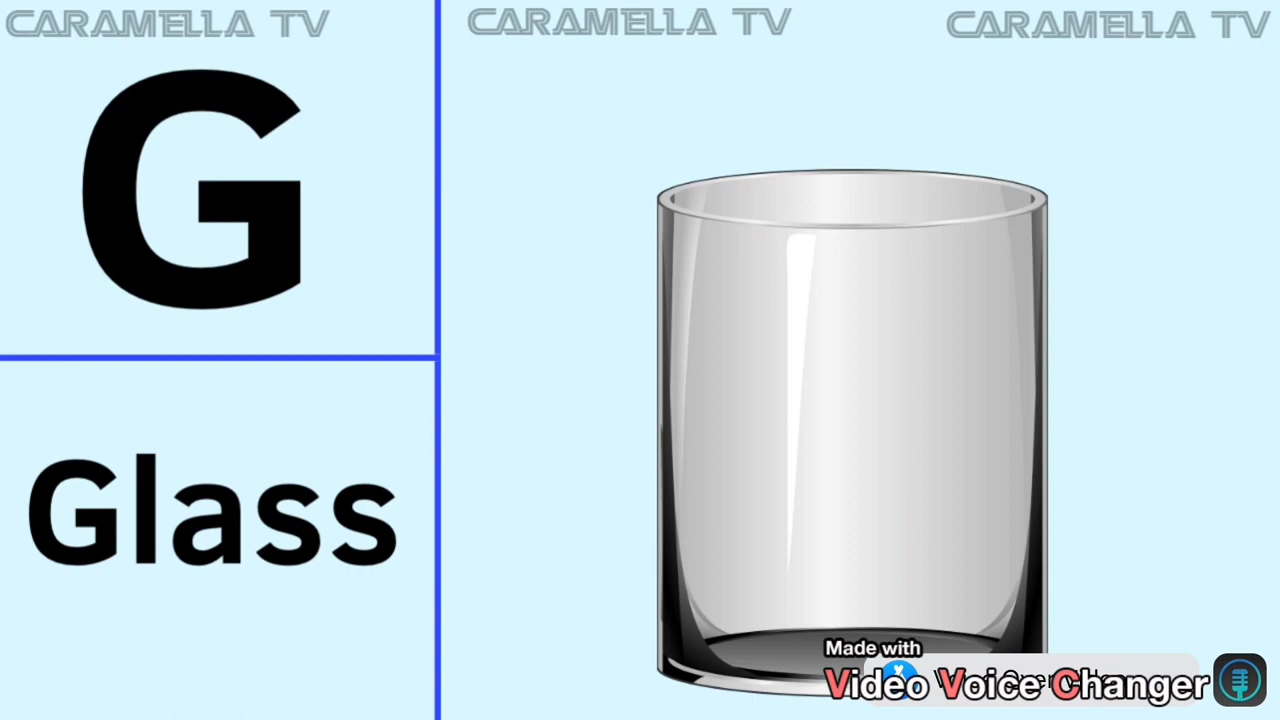 CARAMELLA TV
CARAMELLA TV
CARAMELLA TV
G
Glass
Made with
Video Voice Changer